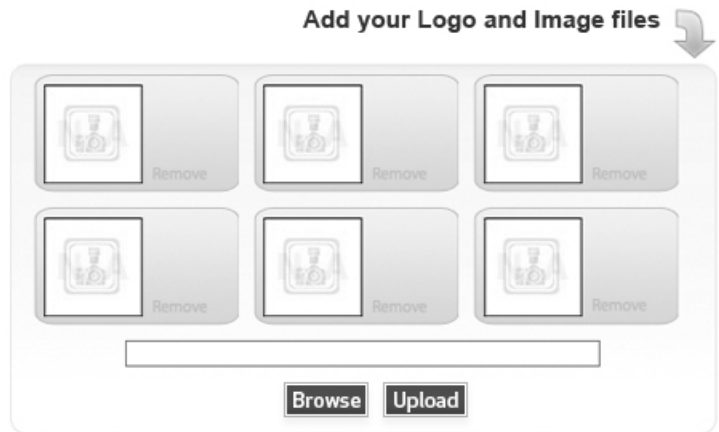 Add your Logo and Image files
N/A N/A N/A
Remove Remove Remove
N/A N/A N/A
Remove Remove Remove
Browse Upload